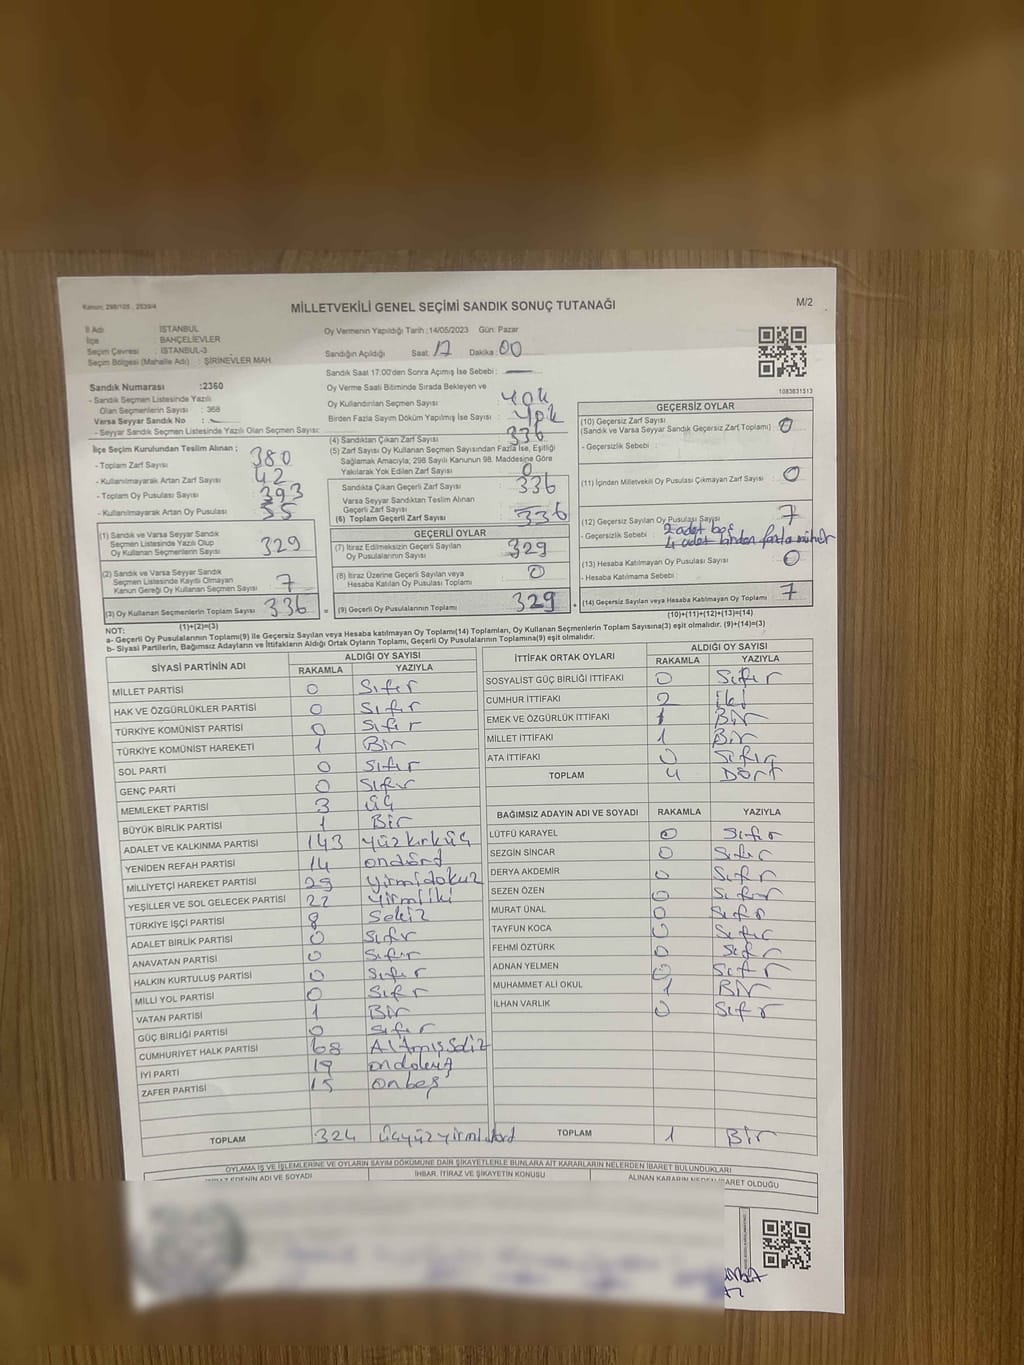 Kanun: 298/105 , 2839/4
MİLLETVEKİLİ GENEL SEÇİMİ SANDIK SONUÇ TUTANAĞI
M/2
İl Adı : İSTANBUL
İlçe : BAHÇELİEVLER
Seçim Çevresi : İSTANBUL-3
Seçim Bölgesi (Mahalle Adı) : ŞİRİNEVLER MAH.
Oy Vermenin Yapıldığı Tarih :14/05/2023 Gün: Pazar
Sandığın Açıldığı Saat: 17 Dakika: 00
1083631513
Sandık Numarası :2360
- Sandık Seçmen Listesinde Yazılı
Olan Seçmenlerin Sayısı : 368
Varsa Seyyar Sandık No :
- Seyyar Sandık Seçmen Listesinde Yazılı Olan Seçmen Sayısı:
Sandık Saat 17:00'den Sonra Açımış İse Sebebi :
Oy Verme Saati Bitiminde Sırada Bekleyen ve
Oy Kullandırılan Seçmen Sayısı : yok
Birden Fazla Sayım Döküm Yapılmış İse Sayısı : yok
İlçe Seçim Kurulundan Teslim Alınan ;
- Toplam Zarf Sayısı : 380
- Kullanılmayarak Artan Zarf Sayısı : 42
- Toplam Oy Pusulası Sayısı : 393
- Kullanılmayarak Artan Oy Pusulası : 55
(1) Sandık ve Varsa Seyyar Sandık
Seçmen Listesinde Yazılı Olup
Oy Kullanan Seçmenlerin Sayısı : 329
(2) Sandık ve Varsa Seyyar Sandık
Seçmen Listesinde Kayıtlı Olmayan
Kanun Gereği Oy Kullanan Seçmen Sayısı : 7
(3) Oy Kullanan Seçmenlerin Toplam Sayısı : 336
(1)+(2)=(3)
(4) Sandıktan Çıkan Zarf Sayısı : 336
(5) Zarf Sayısı Oy Kullanan Seçmen Sayısından Fazla İse, Eşitliği
Sağlamak Amacıyla; 298 Sayılı Kanunun 98. Maddesine Göre
Yakılarak Yok Edilen Zarf Sayısı : 0
Sandıkta Çıkan Geçerli Zarf Sayısı : 336
Varsa Seyyar Sandıktan Teslim Alınan
Geçerli Zarf Sayısı :
(6) Toplam Geçerli Zarf Sayısı : 336
GEÇERLİ OYLAR
(7) İtiraz Edilmeksizin Geçerli Sayılan
Oy Pusulalarının Sayısı : 329
(8) İtiraz Üzerine Geçerli Sayılan veya
Hesaba Katılan Oy Pusulası Toplamı : 0
(9) Geçerli Oy Pusulalarının Toplamı : 329
GEÇERSİZ OYLAR
(10) Geçersiz Zarf Sayısı
(Sandık ve Varsa Seyyar Sandık Geçersiz Zarf Toplamı) : 0
- Geçersizlik Sebebi :
(11) İçinden Milletvekili Oy Pusulası Çıkmayan Zarf Sayısı : 0
(12) Geçersiz Sayılan Oy Pusulası Sayısı : 7
- Geçersizlik Sebebi : 2 adet boş
4 adet birden fazla mühür
(13) Hesaba Katılmayan Oy Pusulası Sayısı : 0
- Hesaba Katılmama Sebebi :
(14) Geçersiz Sayılan veya Hesaba Katılmayan Oy Toplamı : 7
(10)+(11)+(12)+(13)=(14)
NOT:
a- Geçerli Oy Pusulalarının Toplamı(9) ile Geçersiz Sayılan veya Hesaba katılmayan Oy Toplamı(14) Toplamları, Oy Kullanan Seçmenlerin Toplam Sayısına(3) eşit olmalıdır. (9)+(14)=(3)
b- Siyasi Partilerin, Bağımsız Adayların ve İttifakların Aldığı Ortak Oyların Toplamı, Geçerli Oy Pusulalarının Toplamına(9) eşit olmalıdır.
SİYASİ PARTİNİN ADI ALDIĞI OY SAYISI
RAKAMLA YAZIYLA
MİLLET PARTİSİ 0 Sıfır
HAK VE ÖZGÜRLÜKLER PARTİSİ 0 Sıfır
TÜRKİYE KOMÜNİST PARTİSİ 0 Sıfır
TÜRKİYE KOMÜNİST HAREKETİ 1 Bir
SOL PARTİ 0 Sıfır
GENÇ PARTİ 0 Sıfır
MEMLEKET PARTİSİ 3 üç
BÜYÜK BİRLİK PARTİSİ 1 Bir
ADALET VE KALKINMA PARTİSİ 143 yüzkırküç
YENİDEN REFAH PARTİSİ 14 ondört
MİLLİYETÇİ HAREKET PARTİSİ 29 yirmidokuz
YEŞİLLER VE SOL GELECEK PARTİSİ 22 yirmiiki
TÜRKİYE İŞÇİ PARTİSİ 8 Sekiz
ADALET BİRLİK PARTİSİ 0 Sıfır
ANAVATAN PARTİSİ 0 Sıfır
HALKIN KURTULUŞ PARTİSİ 0 Sıfır
MİLLİ YOL PARTİSİ 0 Sıfır
VATAN PARTİSİ 1 Bir
GÜÇ BİRLİĞİ PARTİSİ 0 Sıfır
CUMHURİYET HALK PARTİSİ 68 Altmışsekiz
İYİ PARTİ 19 ondokuz
ZAFER PARTİSİ 15 onbeş
TOPLAM 324 üçyüzyirmidört
İTTİFAK ORTAK OYLARI ALDIĞI OY SAYISI
RAKAMLA YAZIYLA
SOSYALİST GÜÇ BİRLİĞİ İTTİFAKI 0 Sıfır
CUMHUR İTTİFAKI 2 iki
EMEK VE ÖZGÜRLÜK İTTİFAKI 1 Bir
MİLLET İTTİFAKI 1 Bir
ATA İTTİFAKI 0 Sıfır
TOPLAM 4 Dört
BAĞIMSIZ ADAYIN ADI VE SOYADI RAKAMLA YAZIYLA
LÜTFÜ KARAYEL 0 Sıfır
SEZGİN SİNCAR 0 Sıfır
DERYA AKDEMİR 0 Sıfır
SEZEN ÖZEN 0 Sıfır
MURAT ÜNAL 0 Sıfır
TAYFUN KOCA 0 Sıfır
FEHMİ ÖZTÜRK 0 Sıfır
ADNAN YELMEN 0 Sıfır
MUHAMMET ALİ OKUL 1 Bir
İLHAN VARLIK 0 Sıfır
TOPLAM 1 Bir
OYLAMA İŞ VE İŞLEMLERİNE VE OYLARIN SAYIM DÖKÜMÜNE DAİR ŞİKAYETLERLE BUNLARA AİT KARARLARIN NELERDEN İBARET BULUNDUKLARI
EDENİN ADI VE SOYADI İHBAR, İTİRAZ VE ŞİKAYETİN KONUSU ALINAN KARARIN NEDEN İBARET OLDUĞU